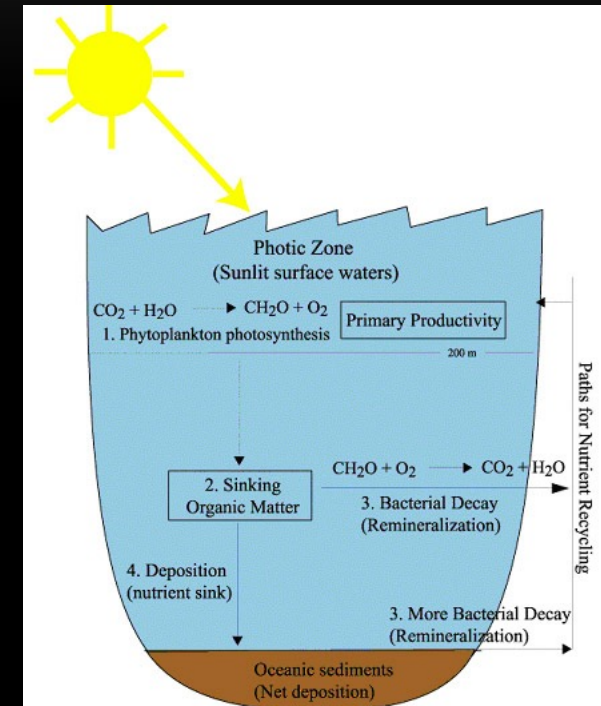 Photic Zone
(Sunlit surface waters)
CO₂ + H₂O → CH₂O + O₂
1. Phytoplankton photosynthesis
Primary Productivity
200 m
2. Sinking
Organic Matter
CH₂O + O₂ → CO₂ + H₂O
3. Bacterial Decay
(Remineralization)
4. Deposition
(nutrient sink)
3. More Bacterial Decay
(Remineralization)
Oceanic sediments
(Net deposition)
Paths for Nutrient Recycling